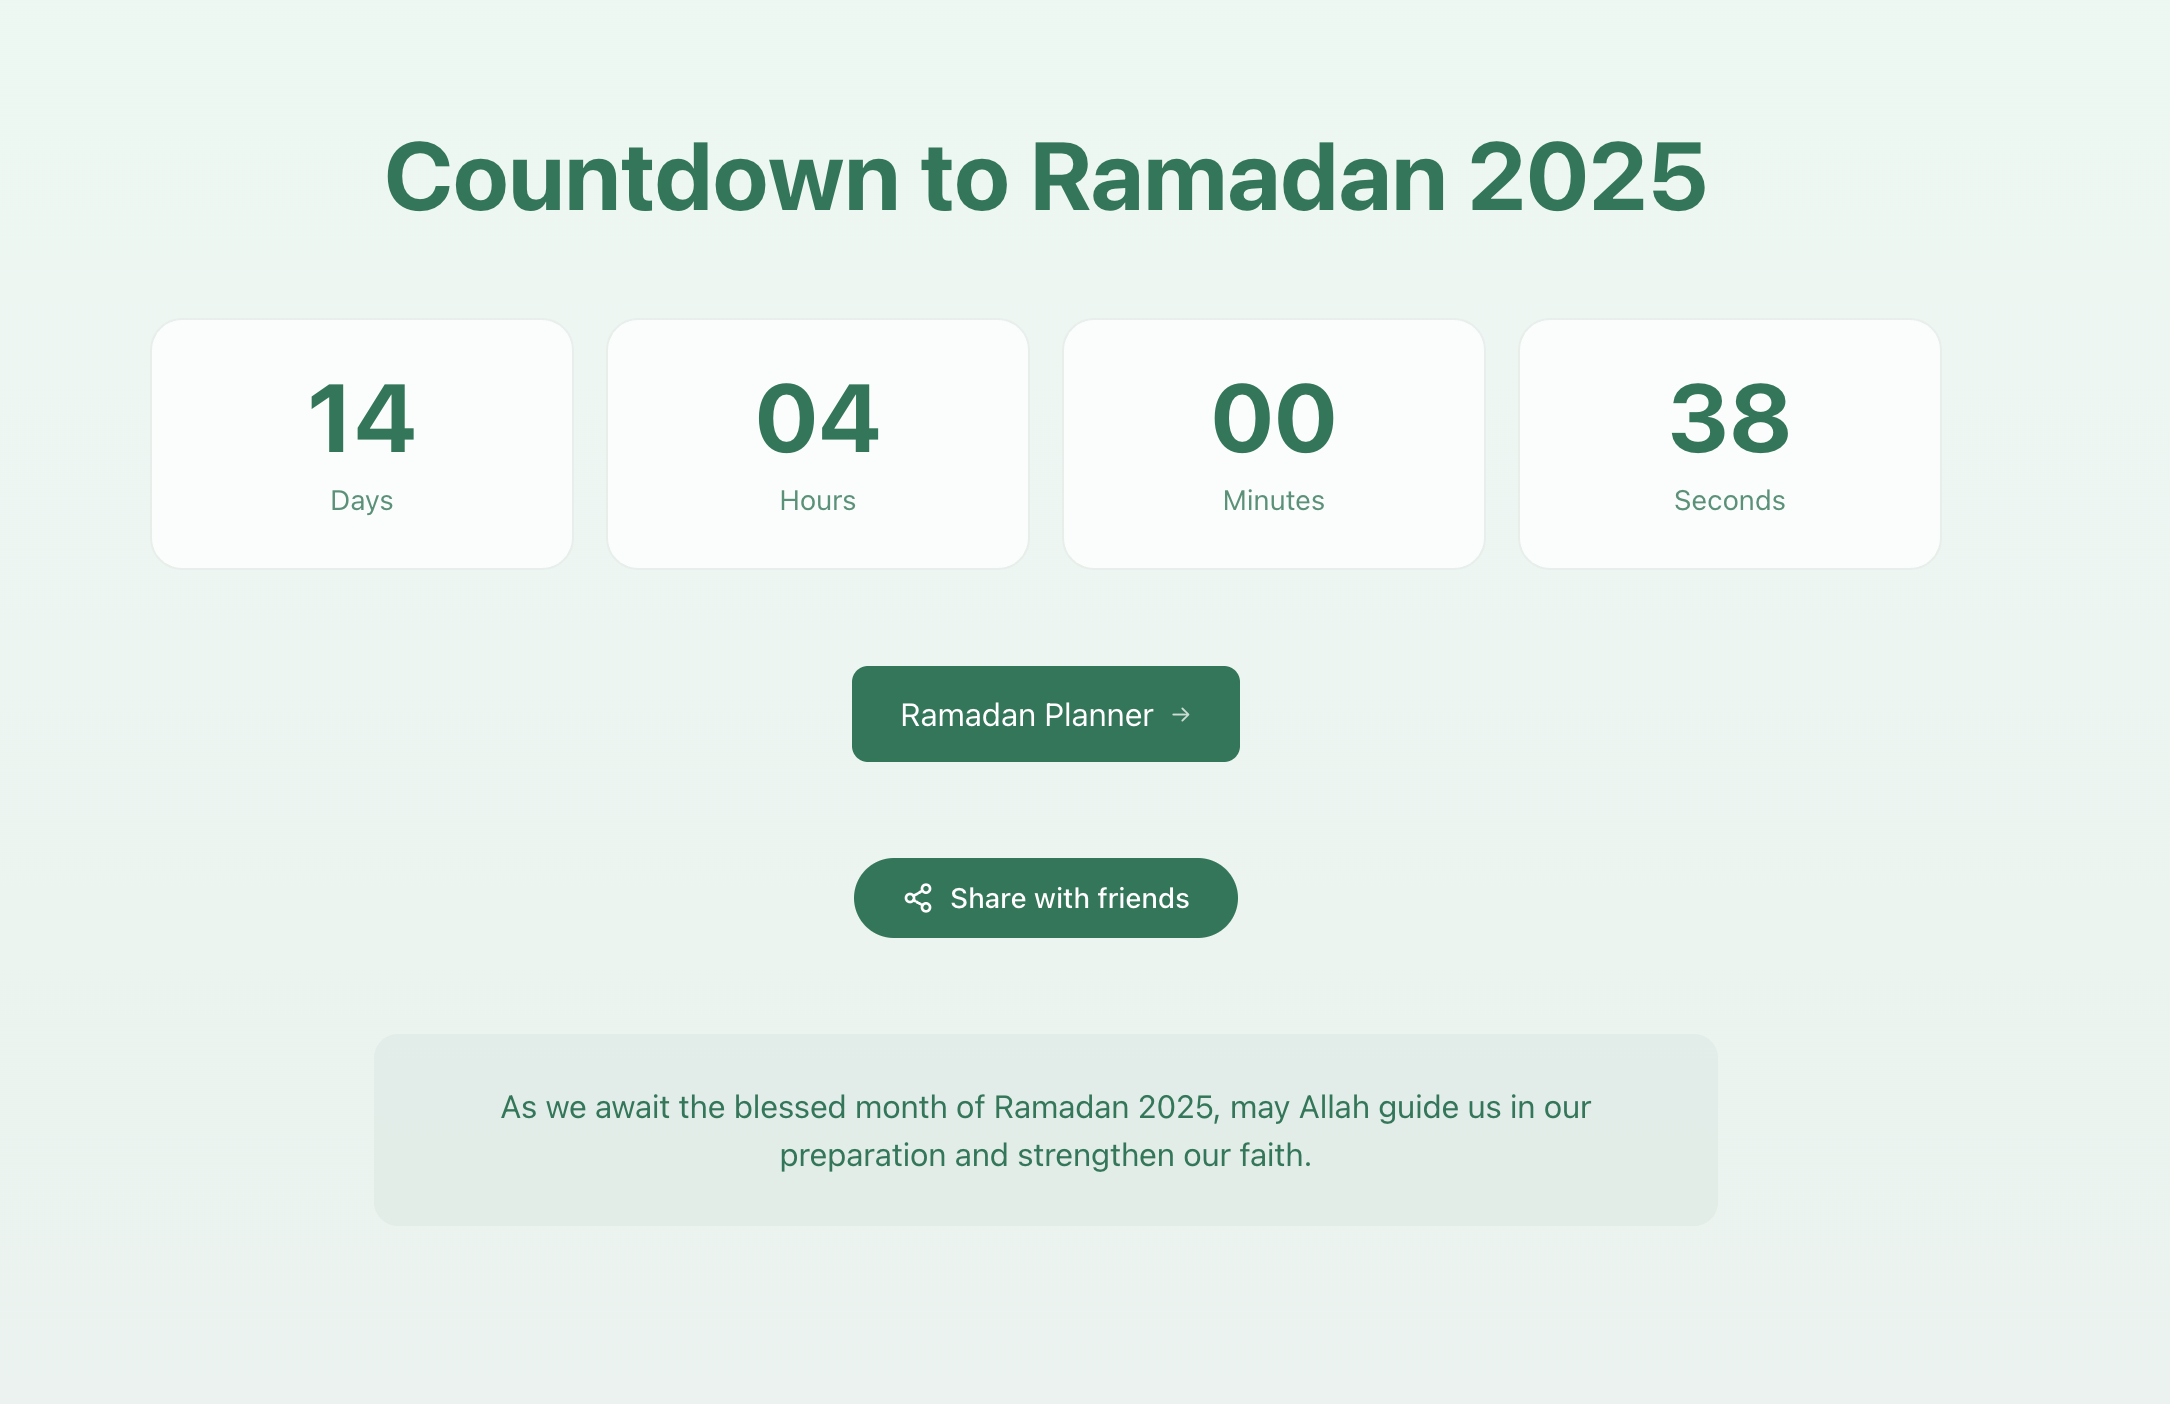 Countdown to Ramadan 2025
14
Days
04
Hours
00
Minutes
38
Seconds
Ramadan Planner →
Share with friends
As we await the blessed month of Ramadan 2025, may Allah guide us in our
preparation and strengthen our faith.